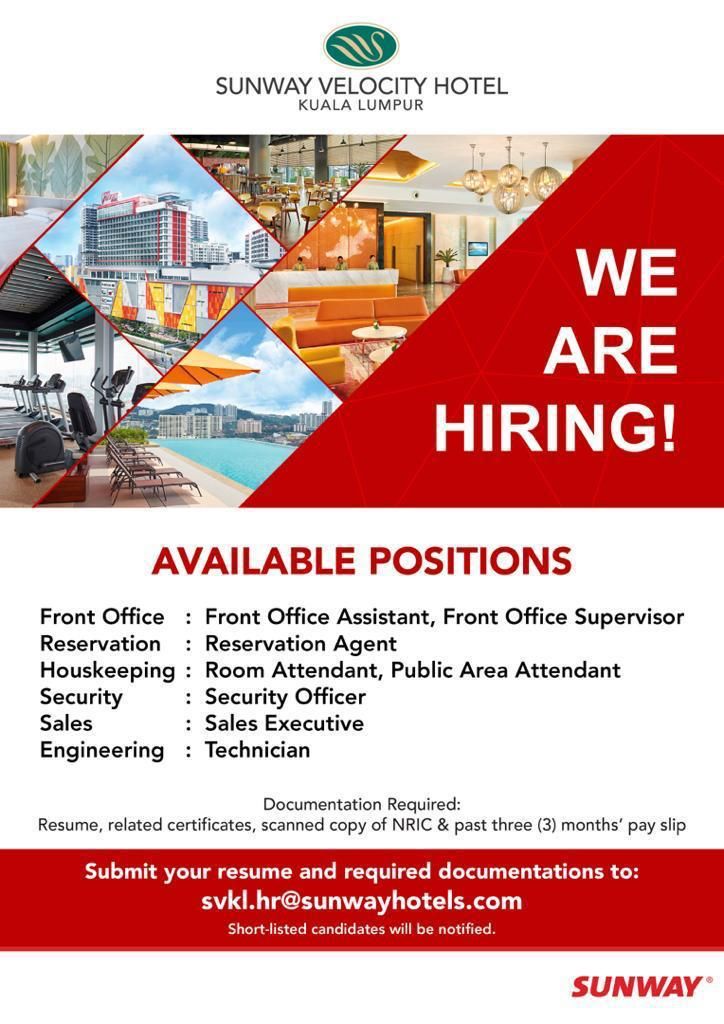 SUNWAY VELOCITY HOTEL
KUALA LUMPUR
WE
ARE
HIRING!
AVAILABLE POSITIONS
Front Office : Front Office Assistant, Front Office Supervisor
Reservation : Reservation Agent
Houskeeping : Room Attendant, Public Area Attendant
Security : Security Officer
Sales : Sales Executive
Engineering : Technician
Documentation Required:
Resume, related certificates, scanned copy of NRIC & past three (3) months' pay slip
Submit your resume and required documentations to:
svkl.hr@sunwayhotels.com
Short-listed candidates will be notified.
SUNWAY®